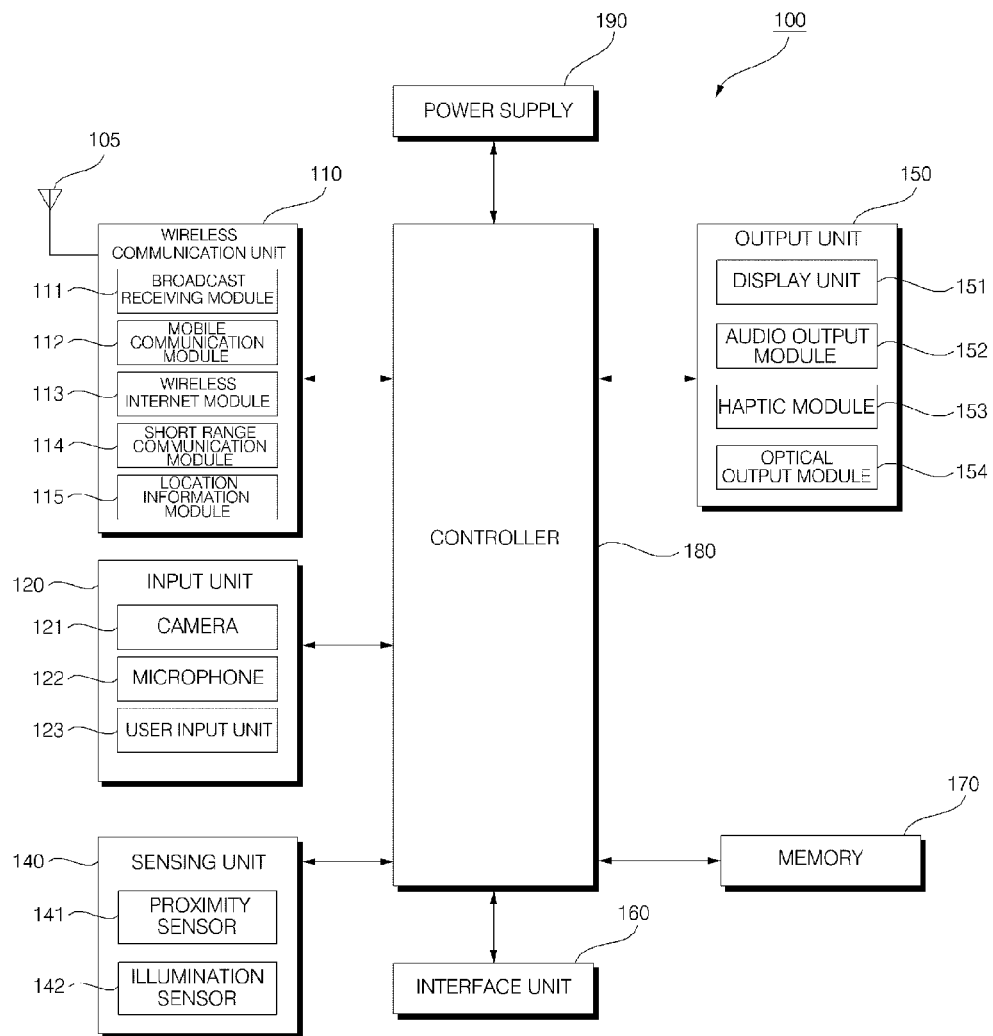 190
100
POWER SUPPLY
105
110
150
WIRELESS
COMMUNICATION UNIT
BROADCAST
RECEIVING MODULE
111
MOBILE
COMMUNICATION
MODULE
112
WIRELESS
INTERNET MODULE
113
SHORT RANGE
COMMUNICATION
MODULE
114
LOCATION
INFORMATION
MODULE
115
OUTPUT UNIT
DISPLAY UNIT
151
AUDIO OUTPUT
MODULE
152
HAPTIC MODULE
153
OPTICAL
OUTPUT MODULE
154
CONTROLLER
180
120
INPUT UNIT
121
CAMERA
122
MICROPHONE
123
USER INPUT UNIT
170
MEMORY
140
SENSING UNIT
141
PROXIMITY
SENSOR
142
ILLUMINATION
SENSOR
160
INTERFACE UNIT